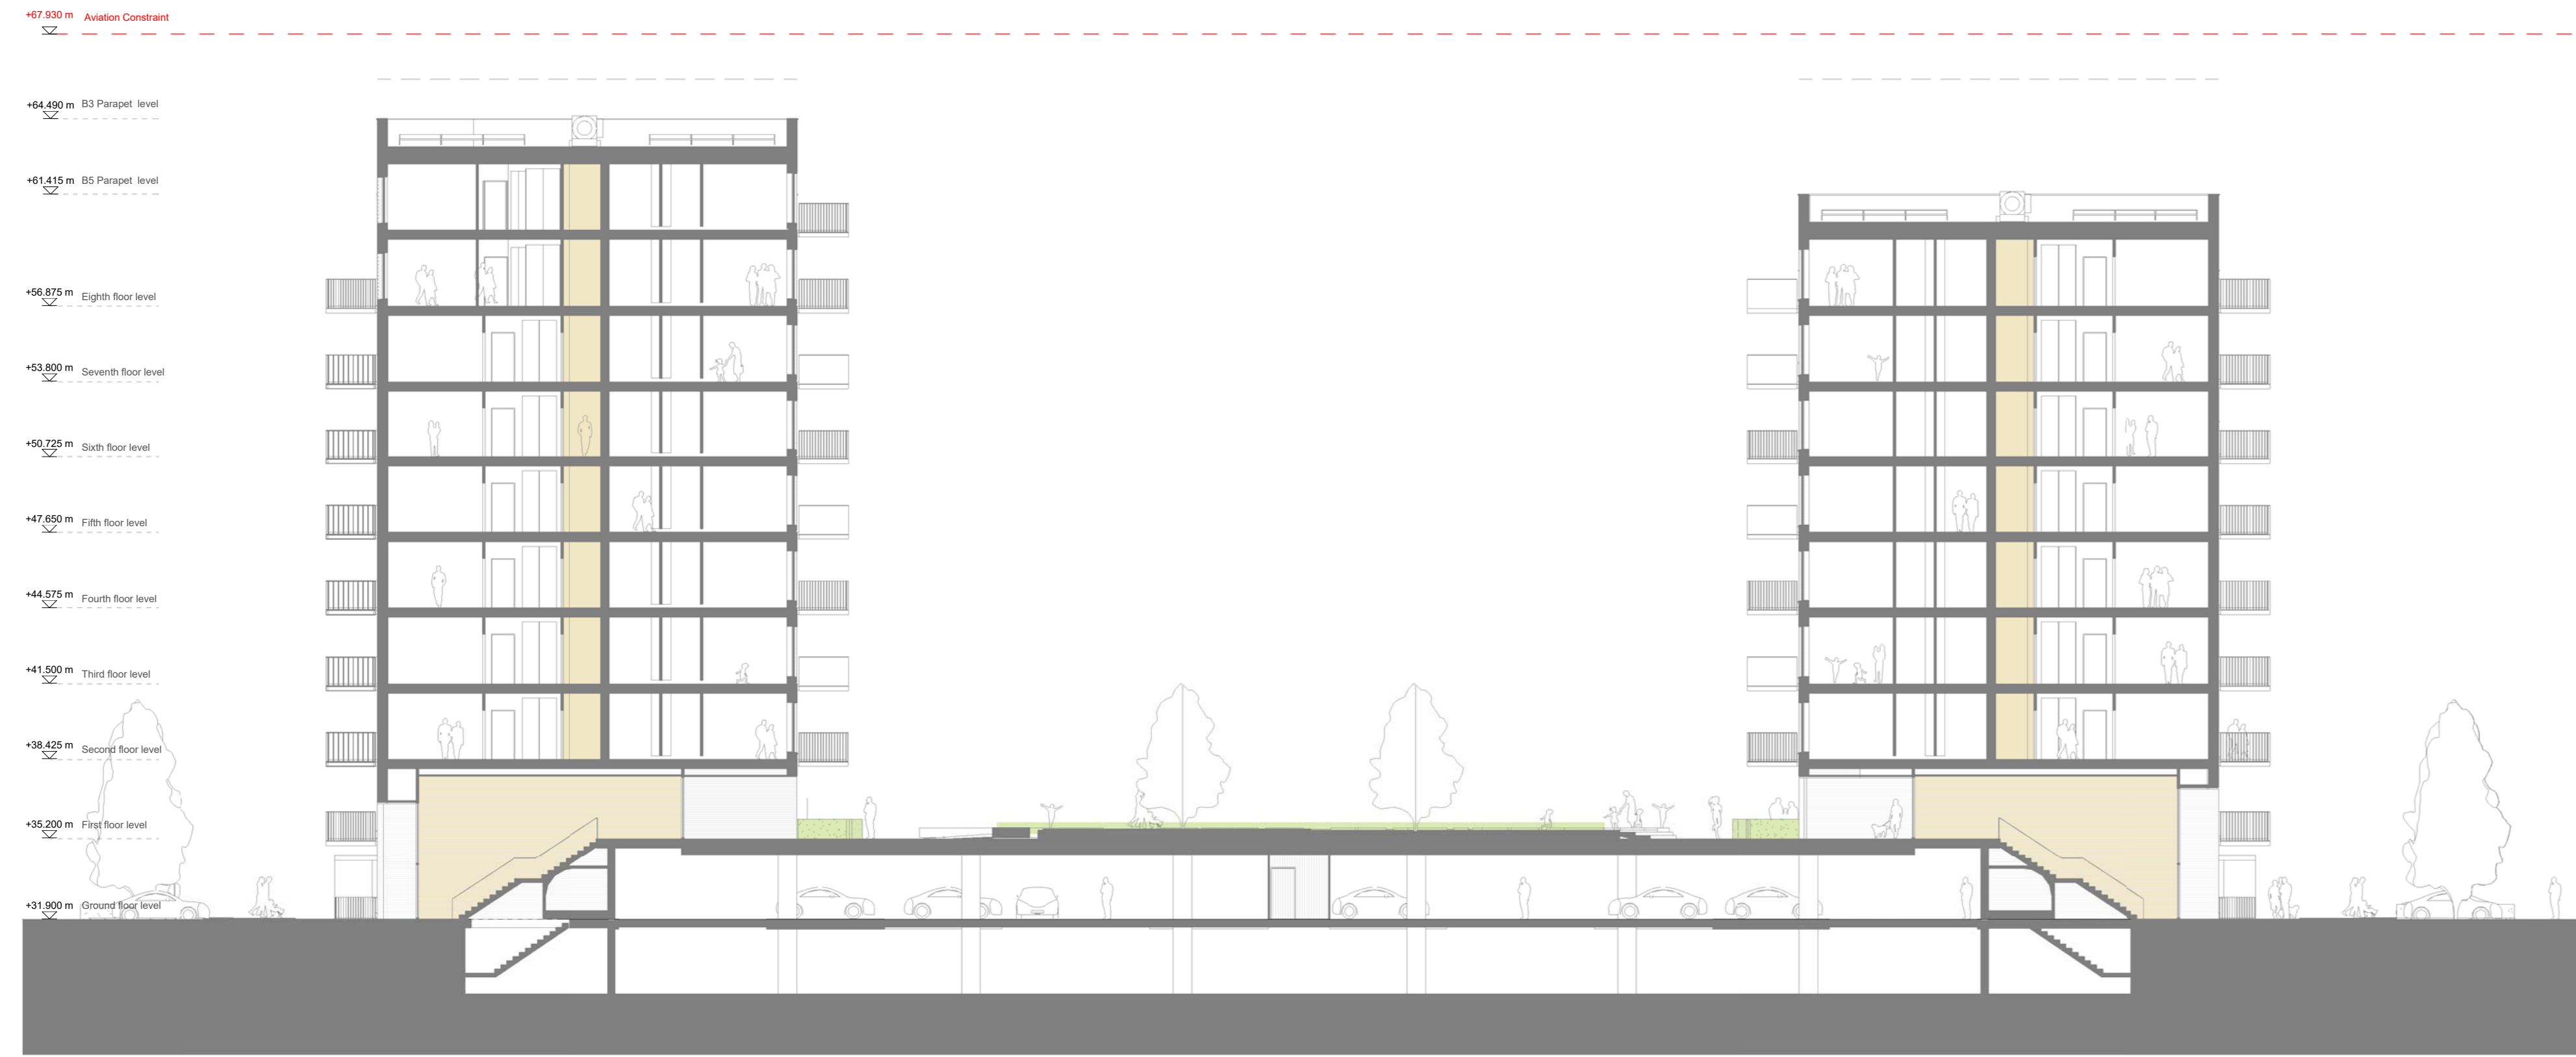 +67.930 m Aviation Constraint
+64.490 m B3 Parapet level
+61.415 m B5 Parapet level
+56.875 m Eighth floor level
+53.800 m Seventh floor level
+50.725 m Sixth floor level
+47.650 m Fifth floor level
+44.575 m Fourth floor level
+41.500 m Third floor level
+38.425 m Second floor level
+35.200 m First floor level
+31.900 m Ground floor level